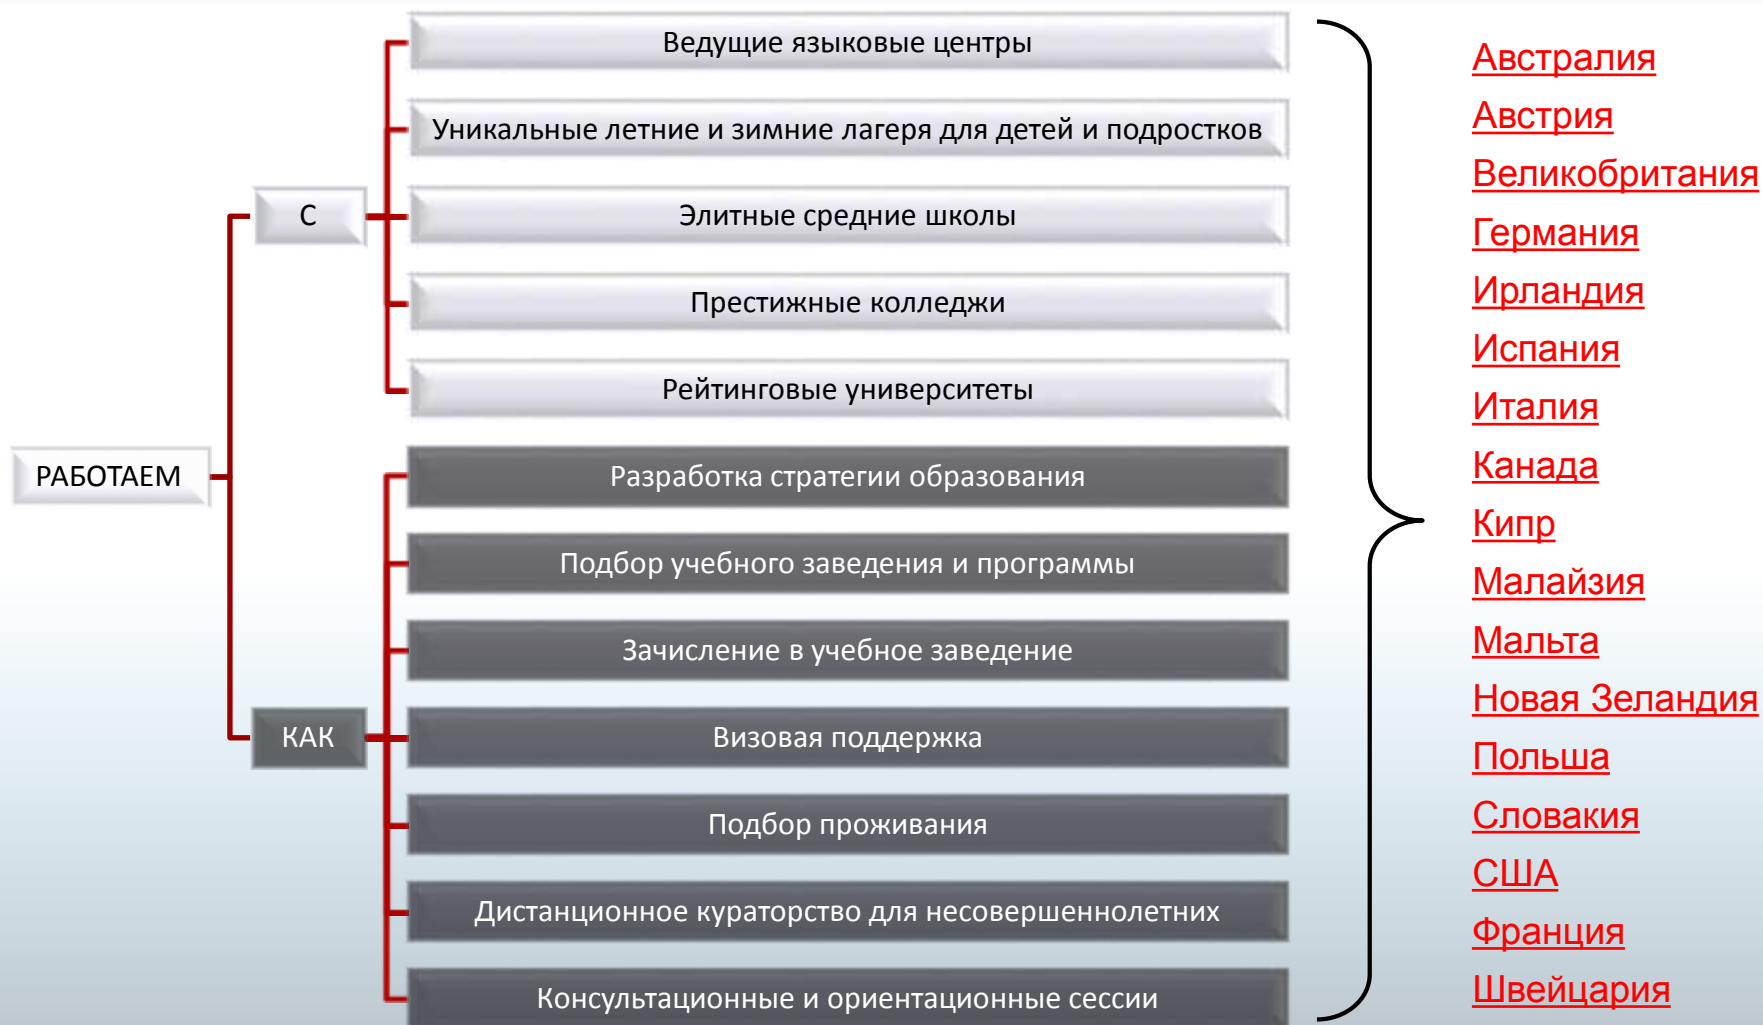 РАБОТАЕМ
С
Ведущие языковые центры
Уникальные летние и зимние лагеря для детей и подростков
Элитные средние школы
Престижные колледжи
Рейтинговые университеты
КАК
Разработка стратегии образования
Подбор учебного заведения и программы
Зачисление в учебное заведение
Визовая поддержка
Подбор проживания
Дистанционное кураторство для несовершеннолетних
Консультационные и ориентационные сессии
Австралия
Австрия
Великобритания
Германия
Ирландия
Испания
Италия
Канада
Кипр
Малайзия
Мальта
Новая Зеландия
Польша
Словакия
США
Франция
Швейцария